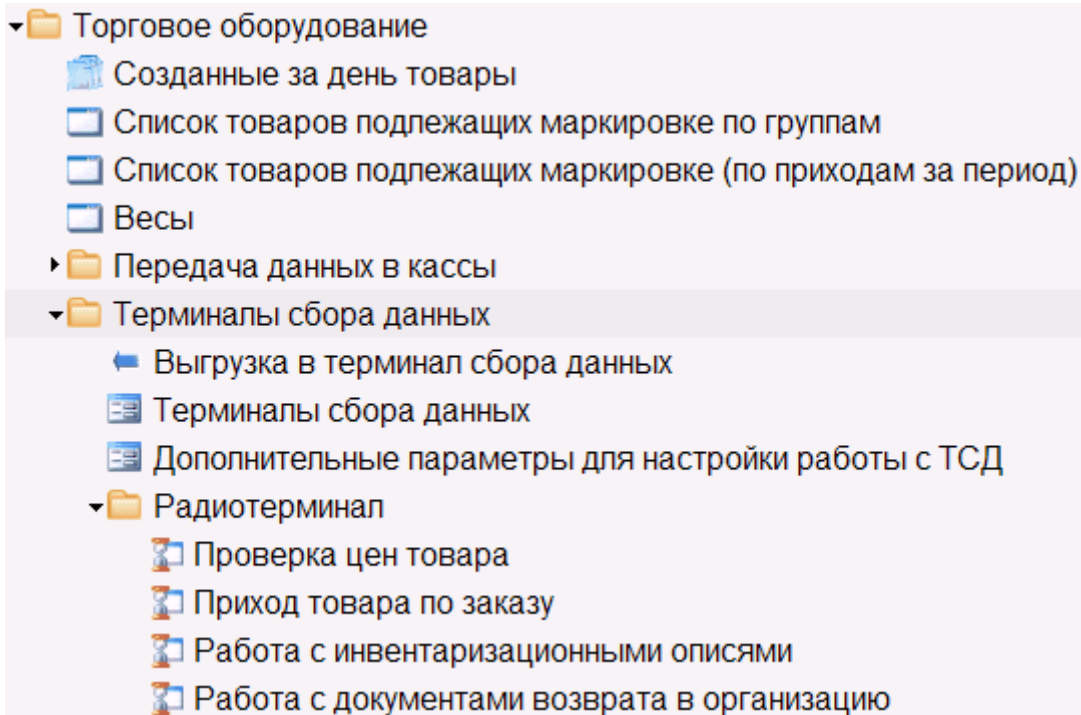 Торговое оборудование
Созданные за день товары
Список товаров подлежащих маркировке по группам
Список товаров подлежащих маркировке (по приходам за период)
Весы
Передача данных в кассы
Терминалы сбора данных
Выгрузка в терминал сбора данных
Терминалы сбора данных
Дополнительные параметры для настройки работы с ТСД
Радиотерминал
Проверка цен товара
Приход товара по заказу
Работа с инвентаризационными описями
Работа с документами возврата в организацию